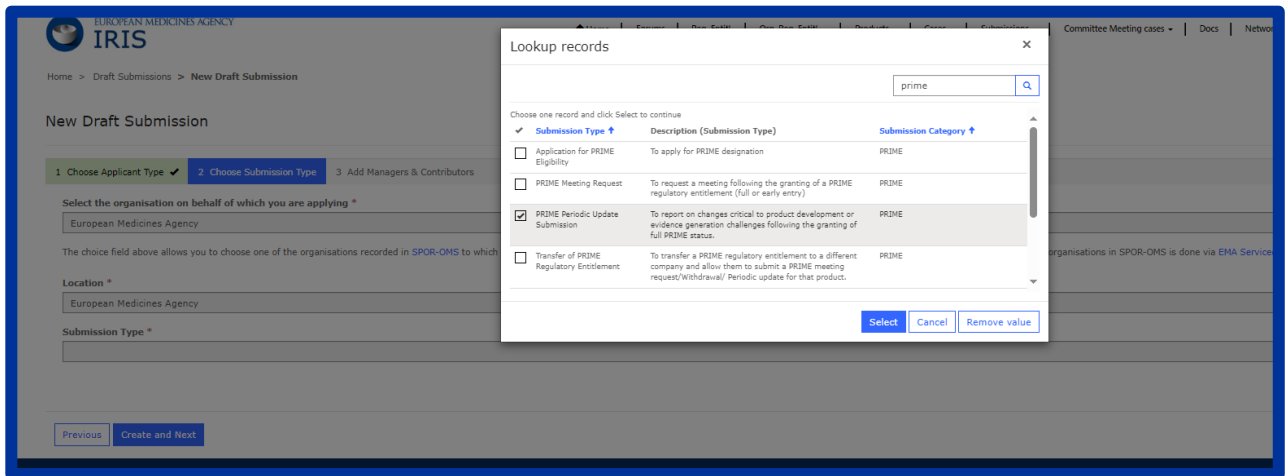 EUROPEAN MEDICINES AGENCY
IRIS
Committee Meeting cases
Docs
Home > Draft Submissions > New Draft Submission
New Draft Submission
1 Choose Applicant Type
2 Choose Submission Type
3 Add Managers & Contributors
Select the organisation on behalf of which you are applying *
European Medicines Agency
The choice field above allows you to choose one of the organisations recorded in SPOR-OMS to which
organisations in SPOR-OMS is done via EMA Service
Location *
European Medicines Agency
Submission Type *
Previous
Create and Next
Lookup records
prime
Choose one record and click Select to continue
Submission Type Description (Submission Type) Submission Category
Application for PRIME To apply for PRIME designation PRIME
Eligibility
PRIME Meeting Request To request a meeting following the granting of a PRIME PRIME
regulatory entitlement (full or early entry)
PRIME Periodic Update To report on changes critical to product development or PRIME
Submission evidence generation challenges following the granting of
full PRIME status.
Transfer of PRIME To transfer a PRIME regulatory entitlement to a different PRIME
Regulatory Entitlement company and allow them to submit a PRIME meeting
request/Withdrawal/ Periodic update for that product.
Select
Cancel
Remove value